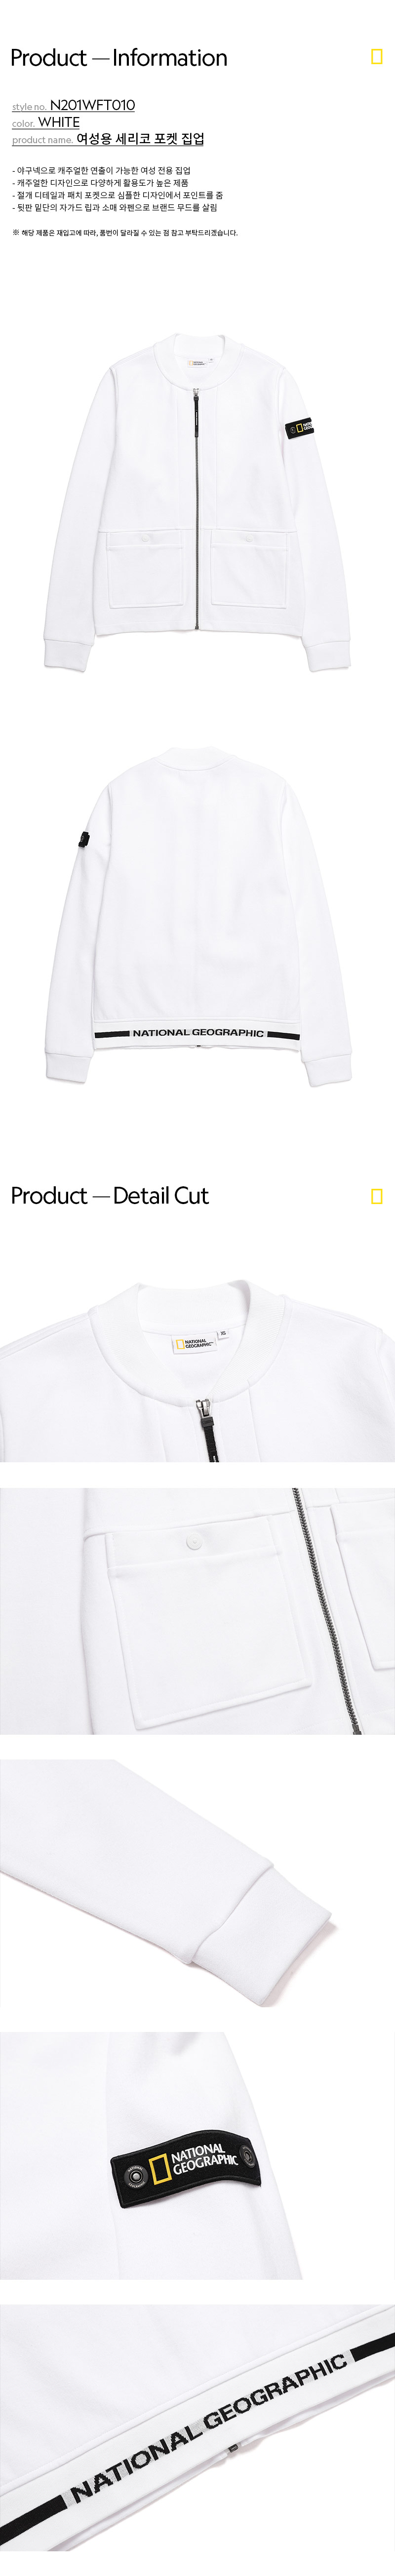 Product — Information
style no. N201WFT010
color. WHITE
product name. 여성용 세리코 포켓 집업
- 야구넥으로 캐주얼한 연출이 가능한 여성 전용 집업
- 캐주얼한 디자인으로 다양하게 활용도가 높은 제품
- 절개 디테일과 패치 포켓으로 심플한 디자인에서 포인트를 줌
- 뒷판 밑단의 자가드 립과 소매 와펜으로 브랜드 무드를 살림
※ 해당 제품은 재입고에 따라, 품번이 달라질 수 있는 점 참고 부탁드리겠습니다.
NATIONAL GEOGRAPHIC
Product — Detail Cut
NATIONAL
GEOGRAPHIC
NATIONAL
GEOGRAPHIC
NATIONAL GEOGRAPHIC